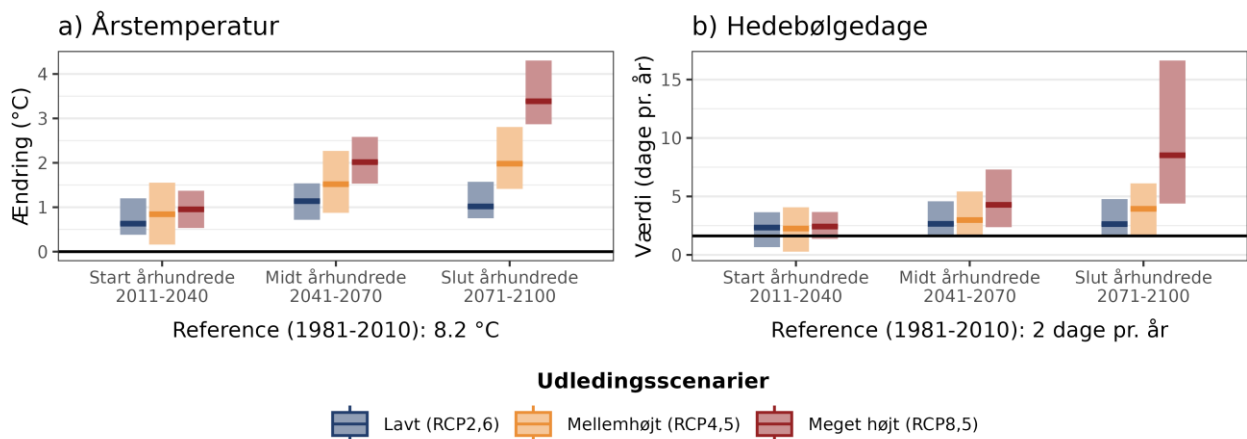 a) Årstemperatur
Ændring (°C)
4
3
2
1
0
Start århundrede
2011-2040
Midt århundrede
2041-2070
Slut århundrede
2071-2100
Reference (1981-2010): 8.2 °C
b) Hedebølgedage
Værdi (dage pr. år)
15
10
5
0
Start århundrede
2011-2040
Midt århundrede
2041-2070
Slut århundrede
2071-2100
Reference (1981-2010): 2 dage pr. år
Udledingsscenarier
Lavt (RCP2,6)
Mellemhøjt (RCP4,5)
Meget højt (RCP8,5)